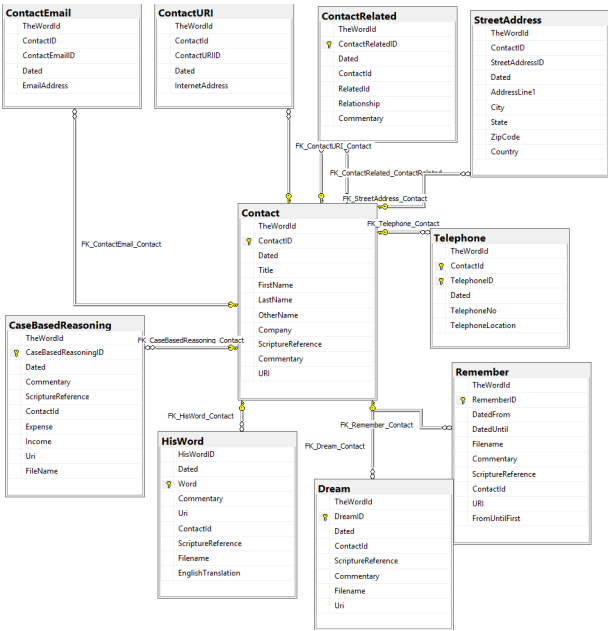 ContactEmail
TheWordId
ContactID
ContactEmailID
Dated
EmailAddress
ContactURI
TheWordId
ContactId
ContactURIID
Dated
InternetAddress
ContactRelated
TheWordId
ContactRelatedID
Dated
ContactId
RelatedId
Relationship
Commentary
StreetAddress
TheWordId
ContactID
StreetAddressID
Dated
AddressLine1
City
State
ZipCode
Country
FK_ContactURI_Contact
FK_ContactRelated_ContactRelated
FK_StreetAddress_Contact
FK_Telephone_Contact
FK_ContactEmail_Contact
Contact
TheWordId
ContactID
Dated
Title
FirstName
LastName
OtherName
Company
ScriptureReference
Commentary
URI
Telephone
TheWordId
ContactId
TelephoneID
Dated
TelephoneNo
TelephoneLocation
CaseBasedReasoning
TheWordId
CaseBasedReasoningID
Dated
Commentary
ScriptureReference
ContactId
Expense
Income
Uri
FileName
FK_CaseBasedReasoning_Contact
FK_HisWord_Contact
FK_Remember_Contact
FK_Dream_Contact
Remember
TheWordId
RememberID
DatedFrom
DatedUntil
Filename
Commentary
ScriptureReference
ContactId
URI
FromUntilFirst
HisWord
HisWordID
Dated
Word
Commentary
Uri
ContactId
ScriptureReference
Filename
EnglishTranslation
Dream
TheWordId
DreamID
Dated
ContactId
ScriptureReference
Commentary
Filename
Uri